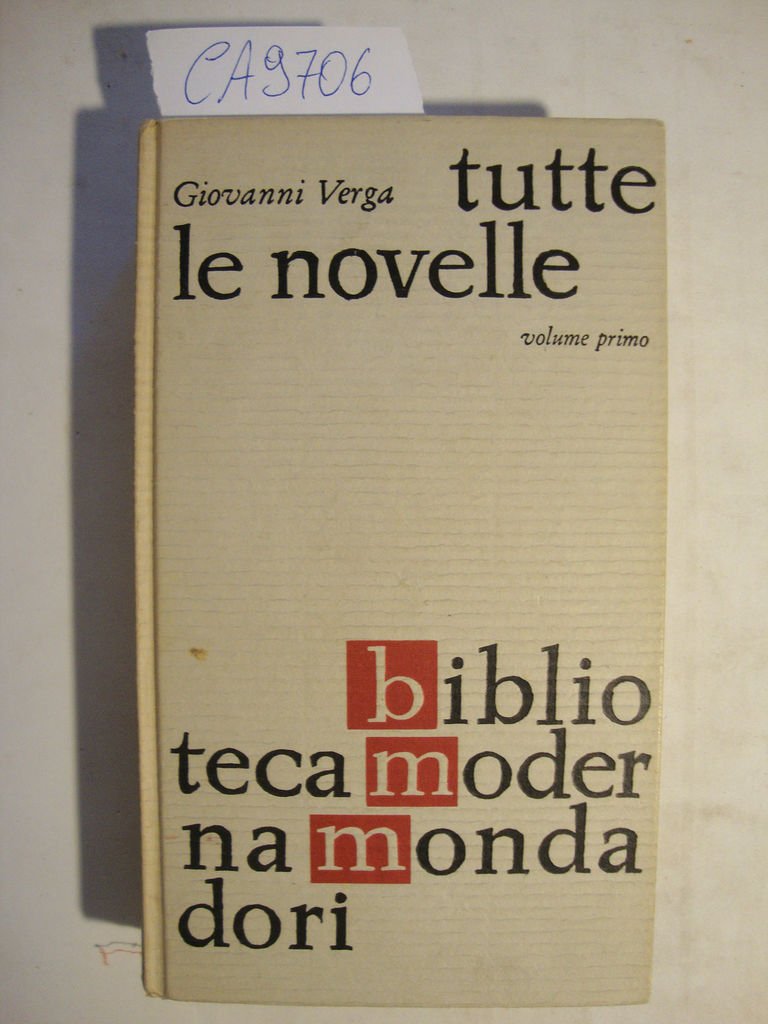 CA9706
Giovanni Verga tutte
le novelle
volume primo
biblio
teca moder
na monda
dori